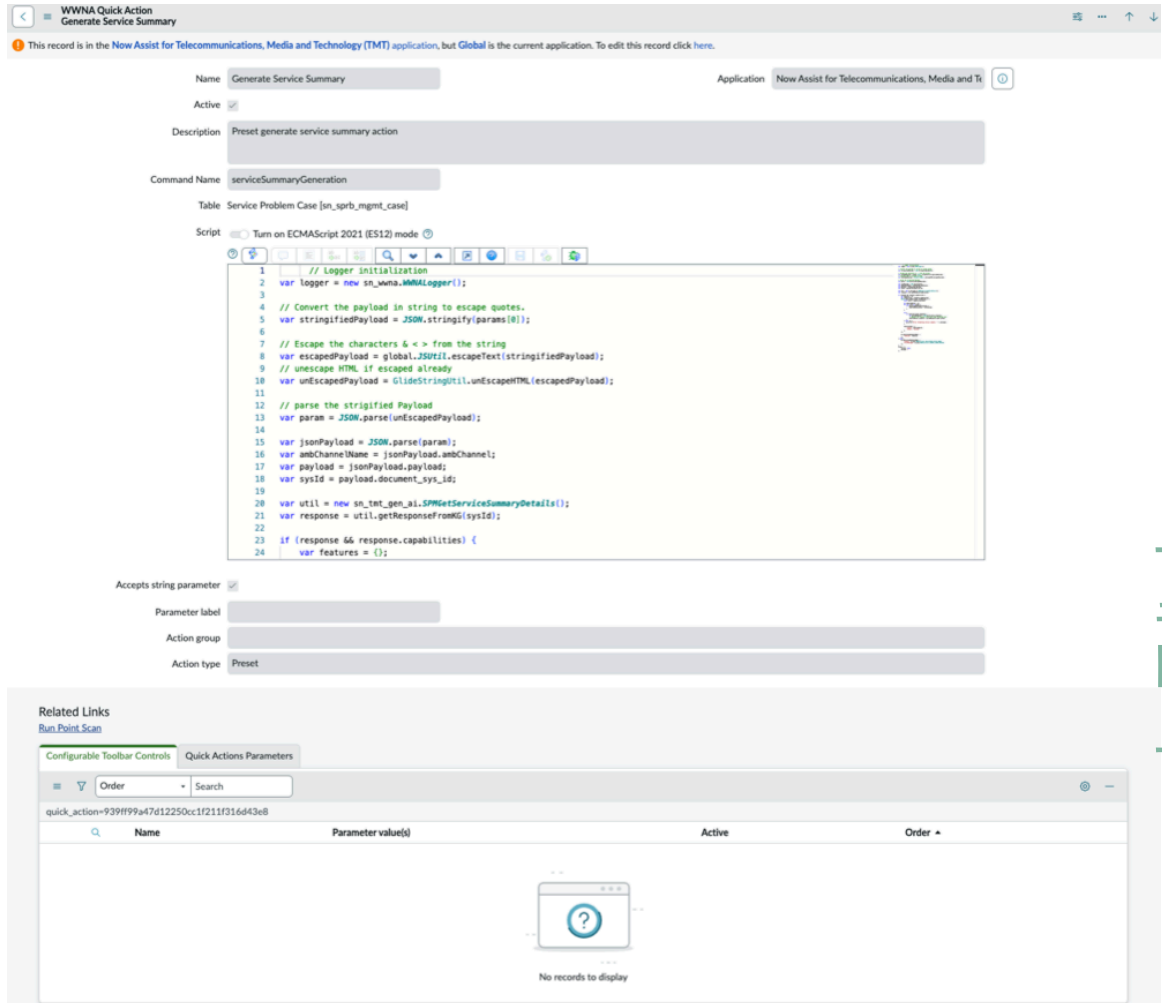 WWNA Quick Action
Generate Service Summary
This record is in the Now Assist for Telecommunications, Media and Technology (TMT) application, but Global is the current application. To edit this record click here.
Name Generate Service Summary
Application Now Assist for Telecommunications, Media and Te
Active
Description Preset generate service summary action
Command Name serviceSummaryGeneration
Table Service Problem Case [sn_sprb_mgmt_case]
Script Turn on ECMAScript 2021 (ES12) mode
1 // Logger initialization
2 var logger = new sn_wwna.WWNALogger();
3
4 // Convert the payload in string to escape quotes.
5 var stringifiedPayload = JSON.stringify(params[0]);
6
7 // Escape the characters & < > from the string
8 var escapedPayload = global.JSUtil.escapeText(stringifiedPayload);
9 // unescape HTML if escaped already
10 var unEscapedPayload = GlideStringUtil.unEscapeHTML(escapedPayload);
11
12 // parse the strigified Payload
13 var param = JSON.parse(unEscapedPayload);
14
15 var jsonPayload = JSON.parse(param);
16 var ambChannelName = jsonPayload.ambChannel;
17 var payload = jsonPayload.payload;
18 var sysId = payload.document_sys_id;
19
20 var util = new sn_tmt_gen_ai.SPMGetServiceSummaryDetails();
21 var response = util.getResponseFromKG(sysId);
22
23 if (response && response.capabilities) {
24 var features = {};
Accepts string parameter
Parameter label
Action group
Action type Preset
Related Links
Run Point Scan
Configurable Toolbar Controls Quick Actions Parameters
Order Search
quick_action=939ff99a47d12250cc1f211f316d43e8
Name Parameter value(s) Active Order
No records to display